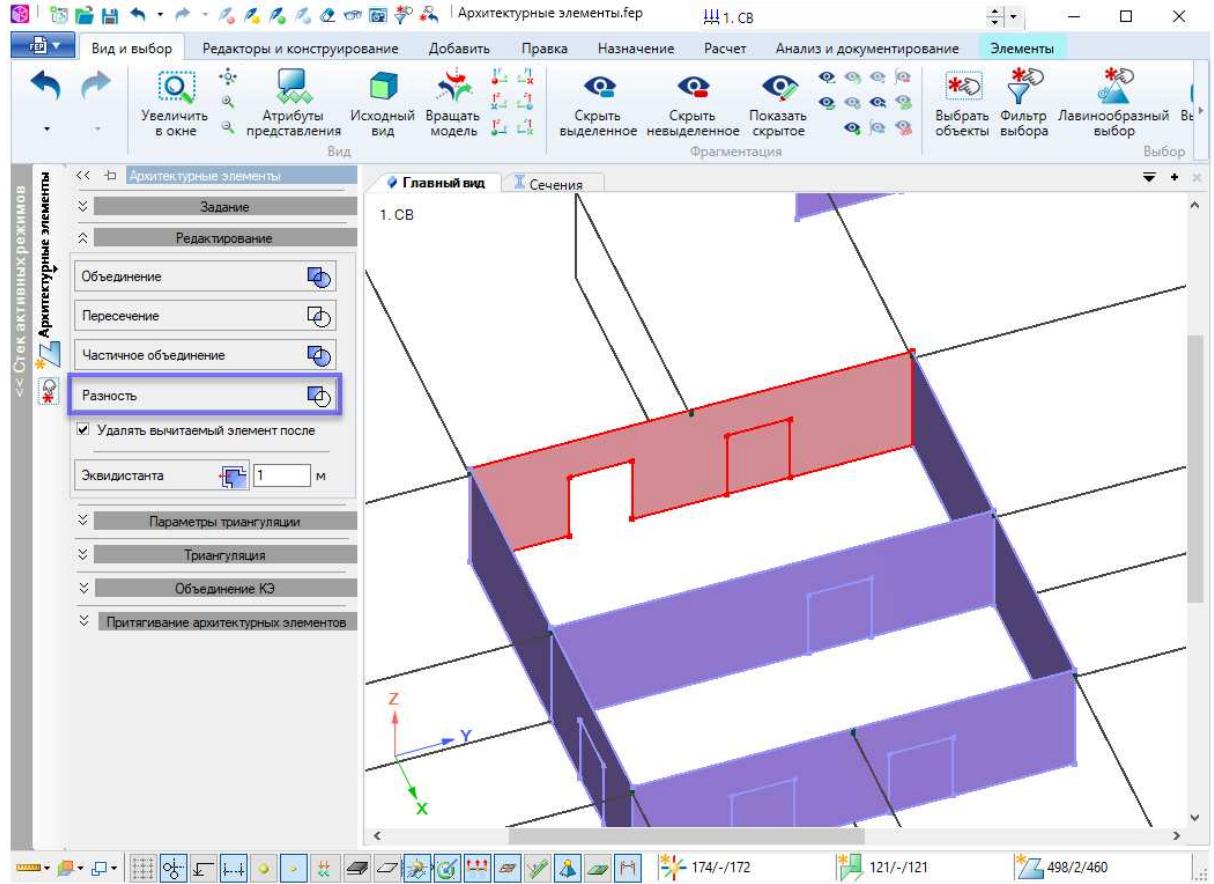 Архитектурные элементы.fep
1. СВ
Вид и выбор
Редакторы и конструирование
Добавить
Правка
Назначение
Расчет
Анализ и документирование
Элементы
Увеличить
в окне
Атрибуты
представления
Исходный
вид
Вращать
модель
Скрыть
выделенное
Скрыть
невыделенное
Показать
скрытое
Выбрать
объекты
Фильтр
выбора
Лавинообразный
выбор
Вид
Фрагментация
Выбор
<< Стек активных режимов
Архитектурные элементы
<<
Архитектурные элементы
Задание
Редактирование
Объединение
Пересечение
Частичное объединение
Разность
Удалять вычитаемый элемент после
Эквидистанта
1
м
Параметры триангуляции
Триангуляция
Объединение КЭ
Притягивание архитектурных элементов
Главный вид
Сечения
1. СВ
Z
Y
X
174/-/172
121/-/121
498/2/460